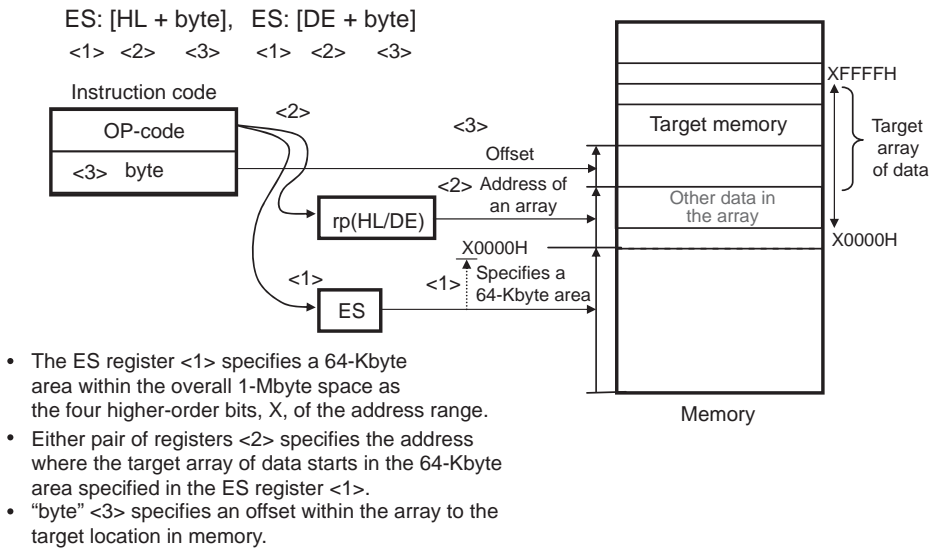 ES: [HL + byte], ES: [DE + byte]
<1> <2> <3> <1> <2> <3>
Instruction code
OP-code
<3> byte
<2>
<3>
Offset
<2> Address of
an array
rp(HL/DE)
X0000H
<1>
<1>
Specifies a
64-Kbyte area
ES
XFFFFH
Target memory
Target
array
of data
Other data in
the array
X0000H
Memory
• The ES register <1> specifies a 64-Kbyte
area within the overall 1-Mbyte space as
the four higher-order bits, X, of the address range.
• Either pair of registers <2> specifies the address
where the target array of data starts in the 64-Kbyte
area specified in the ES register <1>.
• “byte” <3> specifies an offset within the array to the
target location in memory.